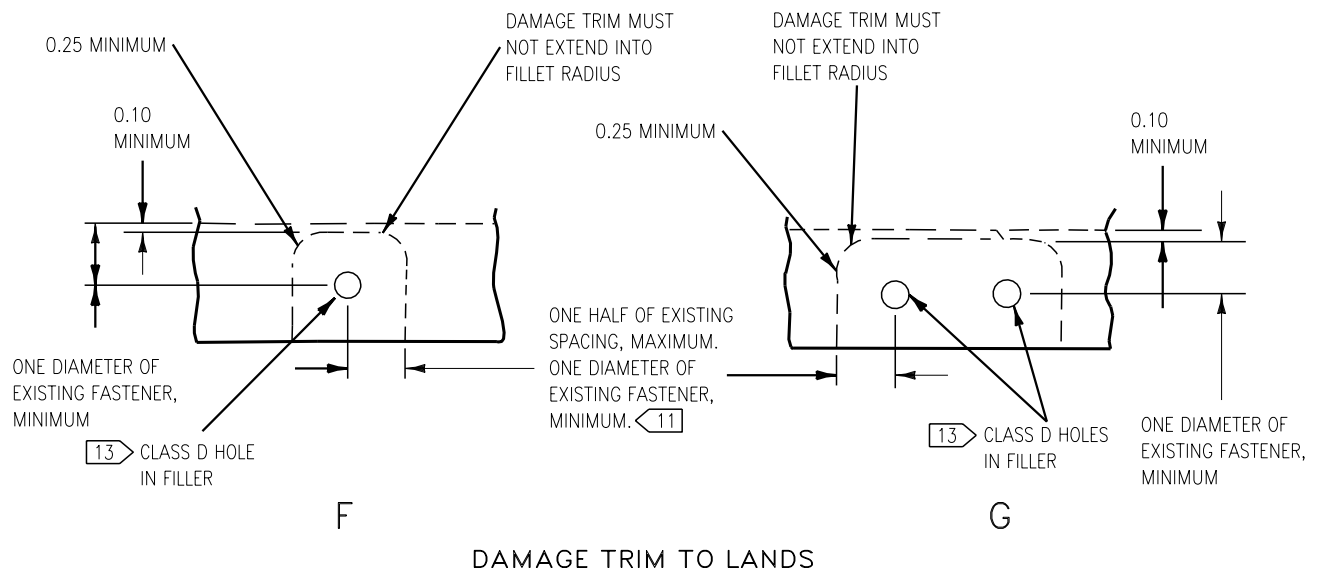 0.25 MINIMUM
DAMAGE TRIM MUST
NOT EXTEND INTO
FILLET RADIUS
0.10
MINIMUM
ONE DIAMETER OF
EXISTING FASTENER,
MINIMUM
13 CLASS D HOLE
IN FILLER
F
ONE HALF OF EXISTING
SPACING, MAXIMUM.
ONE DIAMETER OF
EXISTING FASTENER,
MINIMUM. 11
DAMAGE TRIM MUST
NOT EXTEND INTO
FILLET RADIUS
0.25 MINIMUM
0.10
MINIMUM
13 CLASS D HOLES
IN FILLER
ONE DIAMETER OF
EXISTING FASTENER,
MINIMUM
G
DAMAGE TRIM TO LANDS